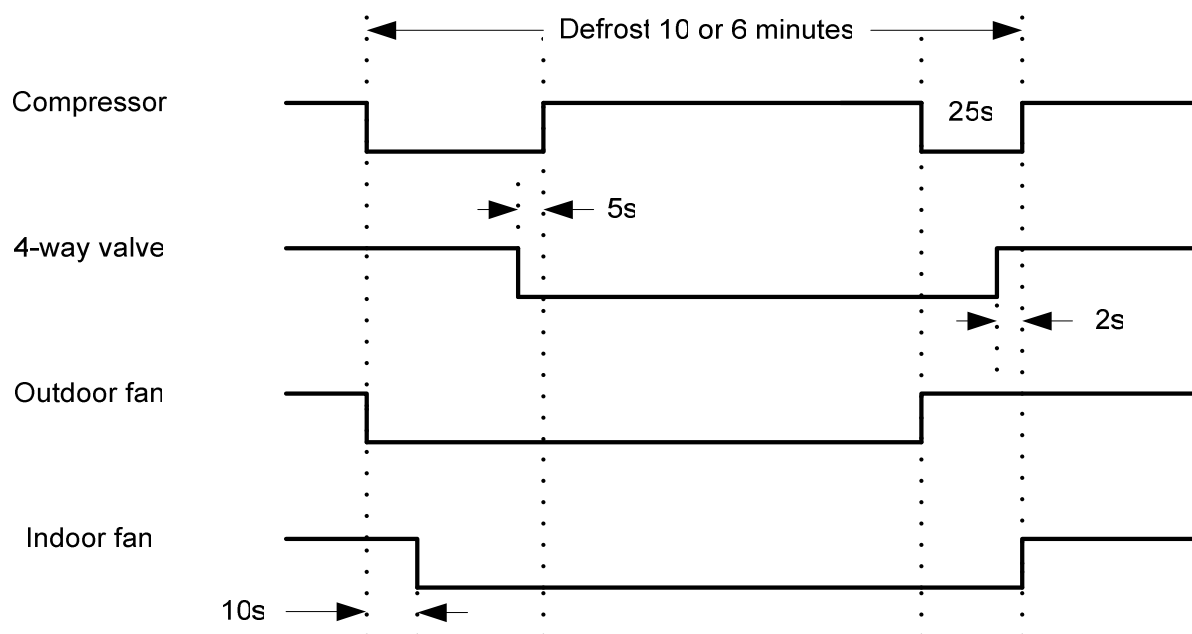 Defrost 10 or 6 minutes
Compressor
25s
5s
4-way valve
2s
Outdoor fan
Indoor fan
10s